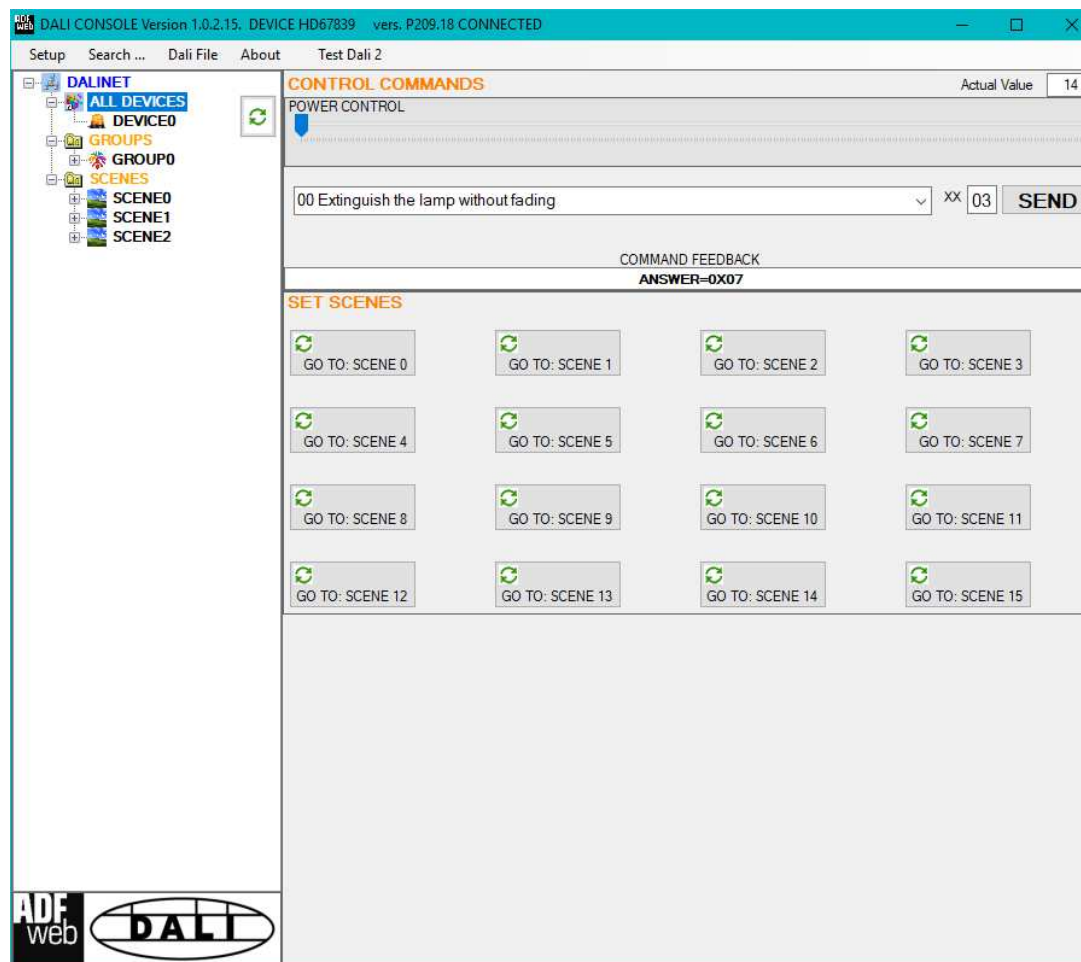 DALI CONSOLE Version 1.0.2.15. DEVICE HD67839 vers. P209.18 CONNECTED
Setup Search ... Dali File About Test Dali 2
DALINET
ALL DEVICES
DEVICE0
GROUPS
GROUP0
SCENES
SCENE0
SCENE1
SCENE2
CONTROL COMMANDS Actual Value 14
POWER CONTROL
00 Extinguish the lamp without fading XX 03 SEND
COMMAND FEEDBACK
ANSWER=0X07
SET SCENES
GO TO: SCENE 0 GO TO: SCENE 1 GO TO: SCENE 2 GO TO: SCENE 3
GO TO: SCENE 4 GO TO: SCENE 5 GO TO: SCENE 6 GO TO: SCENE 7
GO TO: SCENE 8 GO TO: SCENE 9 GO TO: SCENE 10 GO TO: SCENE 11
GO TO: SCENE 12 GO TO: SCENE 13 GO TO: SCENE 14 GO TO: SCENE 15
ADF
web
DALI